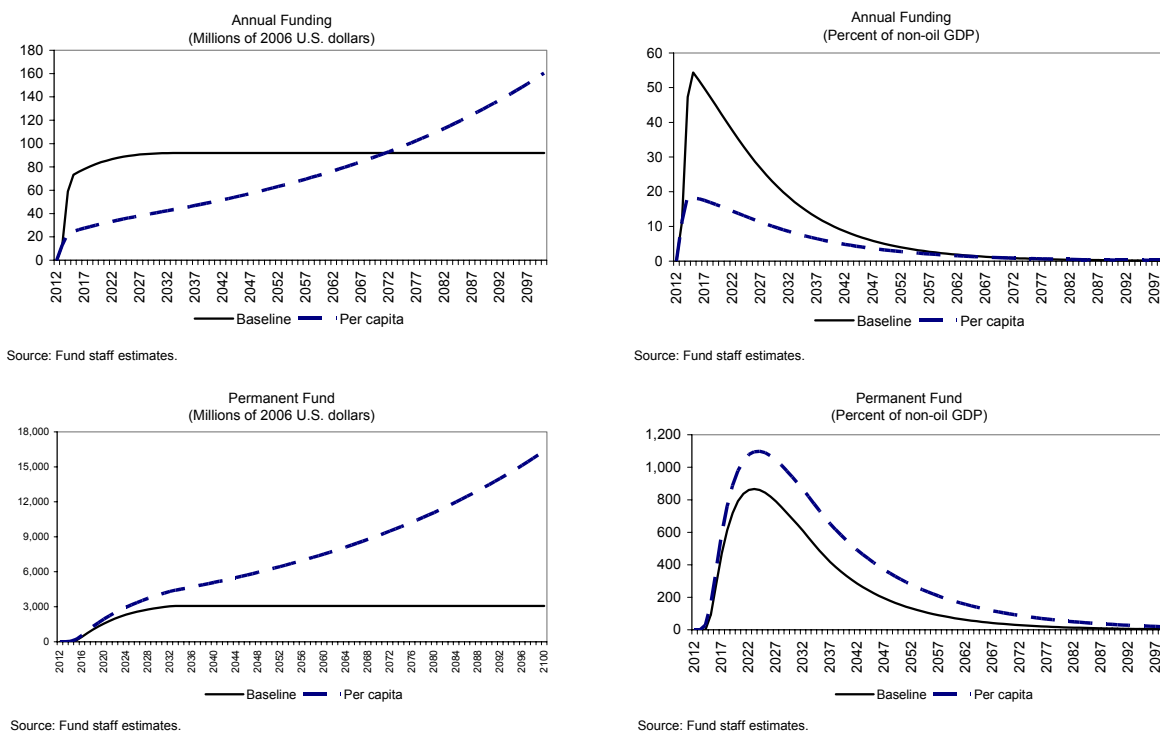 Annual Funding
(Millions of 2006 U.S. dollars)
180
160
140
120
100
80
60
40
20
0
2012 2017 2022 2027 2032 2037 2042 2047 2052 2057 2062 2067 2072 2077 2082 2087 2092 2097
Baseline Per capita
Source: Fund staff estimates.
Annual Funding
(Percent of non-oil GDP)
60
50
40
30
20
10
0
2012 2017 2022 2027 2032 2037 2042 2047 2052 2057 2062 2067 2072 2077 2082 2087 2092 2097
Baseline Per capita
Source: Fund staff estimates.
Permanent Fund
(Millions of 2006 U.S. dollars)
18,000
15,000
12,000
9,000
6,000
3,000
0
2012 2016 2020 2024 2028 2032 2036 2040 2044 2048 2052 2056 2060 2064 2068 2072 2076 2080 2084 2088 2092 2096 2100
Baseline Per capita
Source: Fund staff estimates.
Permanent Fund
(Percent of non-oil GDP)
1,200
1,000
800
600
400
200
0
2012 2017 2022 2027 2032 2037 2042 2047 2052 2057 2062 2067 2072 2077 2082 2087 2092 2097
Baseline Per capita
Source: Fund staff estimates.